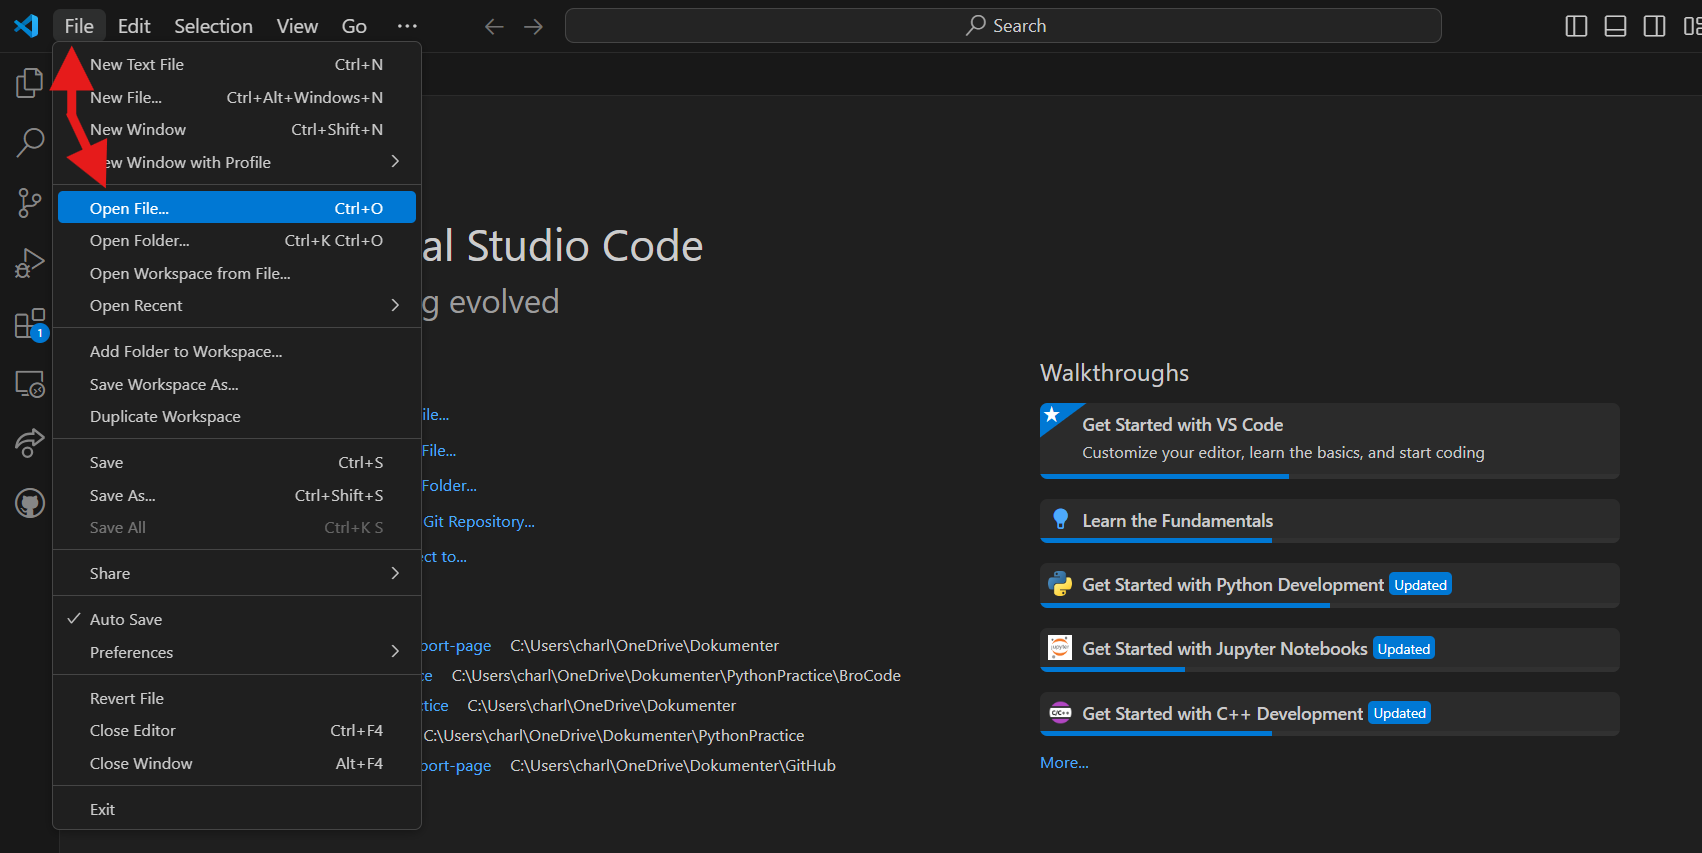 File Edit Selection View Go ···
Search
New Text File Ctrl+N
New File... Ctrl+Alt+Windows+N
New Window Ctrl+Shift+N
ew Window with Profile
Open File... Ctrl+O
Open Folder... Ctrl+K Ctrl+O
Open Workspace from File...
Open Recent
Add Folder to Workspace...
Save Workspace As...
Duplicate Workspace
Save Ctrl+S
Save As... Ctrl+Shift+S
Save All Ctrl+K S
Share
Auto Save
Preferences
Revert File
Close Editor Ctrl+F4
Close Window Alt+F4
Exit
1
al Studio Code
g evolved
ile...
File...
Folder...
Git Repository...
ect to...
port-page C:\Users\charl\OneDrive\Dokumenter
ce C:\Users\charl\OneDrive\Dokumenter\PythonPractice\BroCode
ctice C:\Users\charl\OneDrive\Dokumenter
C:\Users\charl\OneDrive\Dokumenter\PythonPractice
port-page C:\Users\charl\OneDrive\Dokumenter\GitHub
Walkthroughs
Get Started with VS Code
Customize your editor, learn the basics, and start coding
Learn the Fundamentals
Get Started with Python Development Updated
jupyter
Get Started with Jupyter Notebooks Updated
C/C++
Get Started with C++ Development Updated
More...